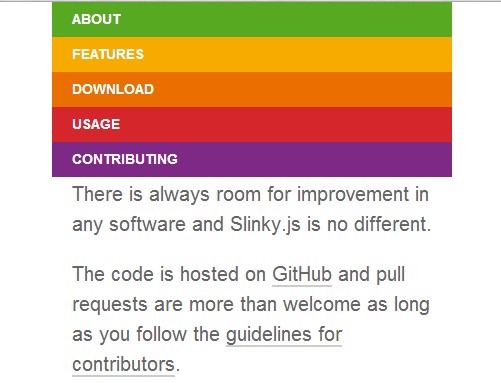 ABOUT
FEATURES
DOWNLOAD
USAGE
CONTRIBUTING
There is always room for improvement in
any software and Slinky.js is no different.
The code is hosted on GitHub and pull
requests are more than welcome as long
as you follow the guidelines for
contributors.